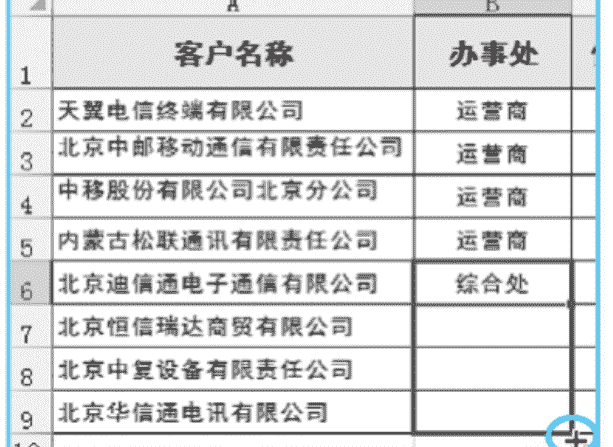 A B
客户名称 办事处
1
2 天翼电信终端有限公司 运营商
3 北京中邮移动通信有限责任公司 运营商
4 中移股份有限公司北京分公司 运营商
5 内蒙古松联通讯有限责任公司 运营商
6 北京迪信通电子通信有限公司 综合处
7 北京恒信瑞达商贸有限公司
8 北京中复设备有限责任公司
9 北京华信通电讯有限公司